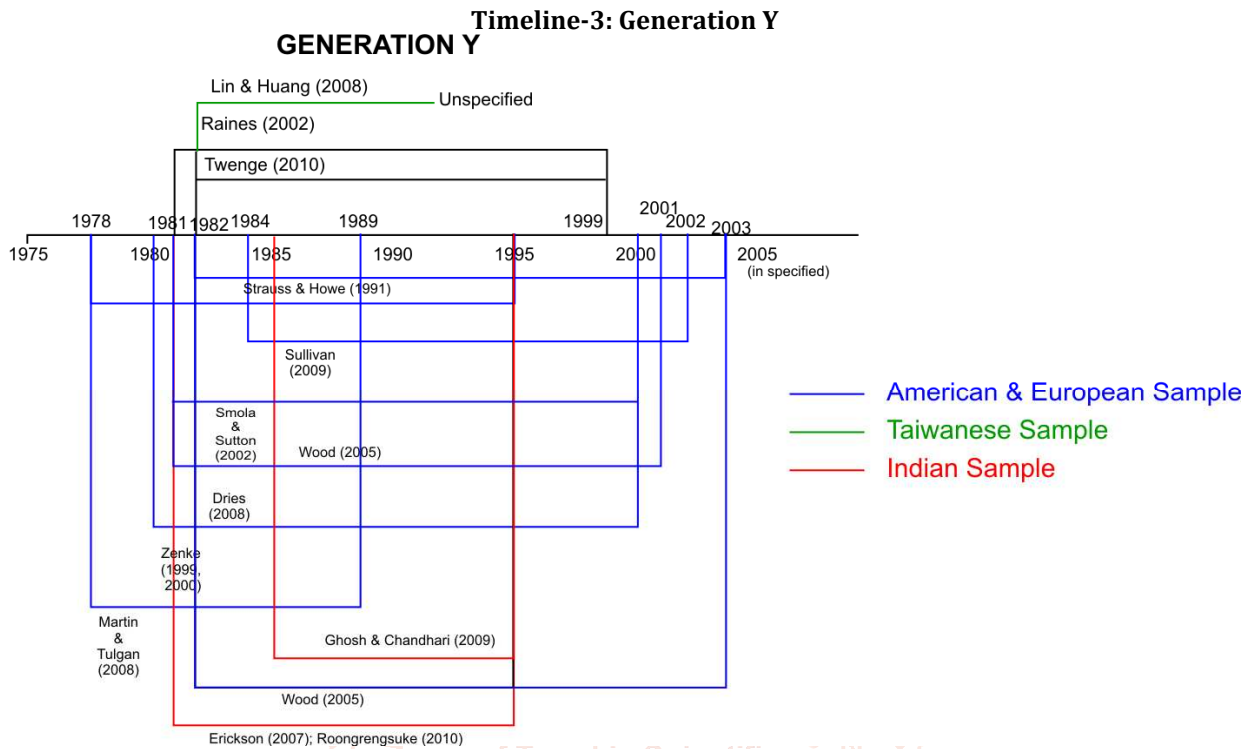 Timeline-3: Generation Y
GENERATION Y
Lin & Huang (2008)
Unspecified
Raines (2002)
Twenge (2010)
1978
1981
1982
1984
1989
1999
2001
2002
2003
1975
1980
1985
1990
1995
2000
2005
(in specified)
Strauss & Howe (1991)
Sullivan
(2009)
Smola
&
Sutton
(2002)
Wood (2005)
Dries
(2008)
Zenke
(1999,
2000)
Martin
&
Tulgan
(2008)
Ghosh & Chandhari (2009)
Wood (2005)
Erickson (2007); Roongrengsuke (2010)
American & European Sample
Taiwanese Sample
Indian Sample